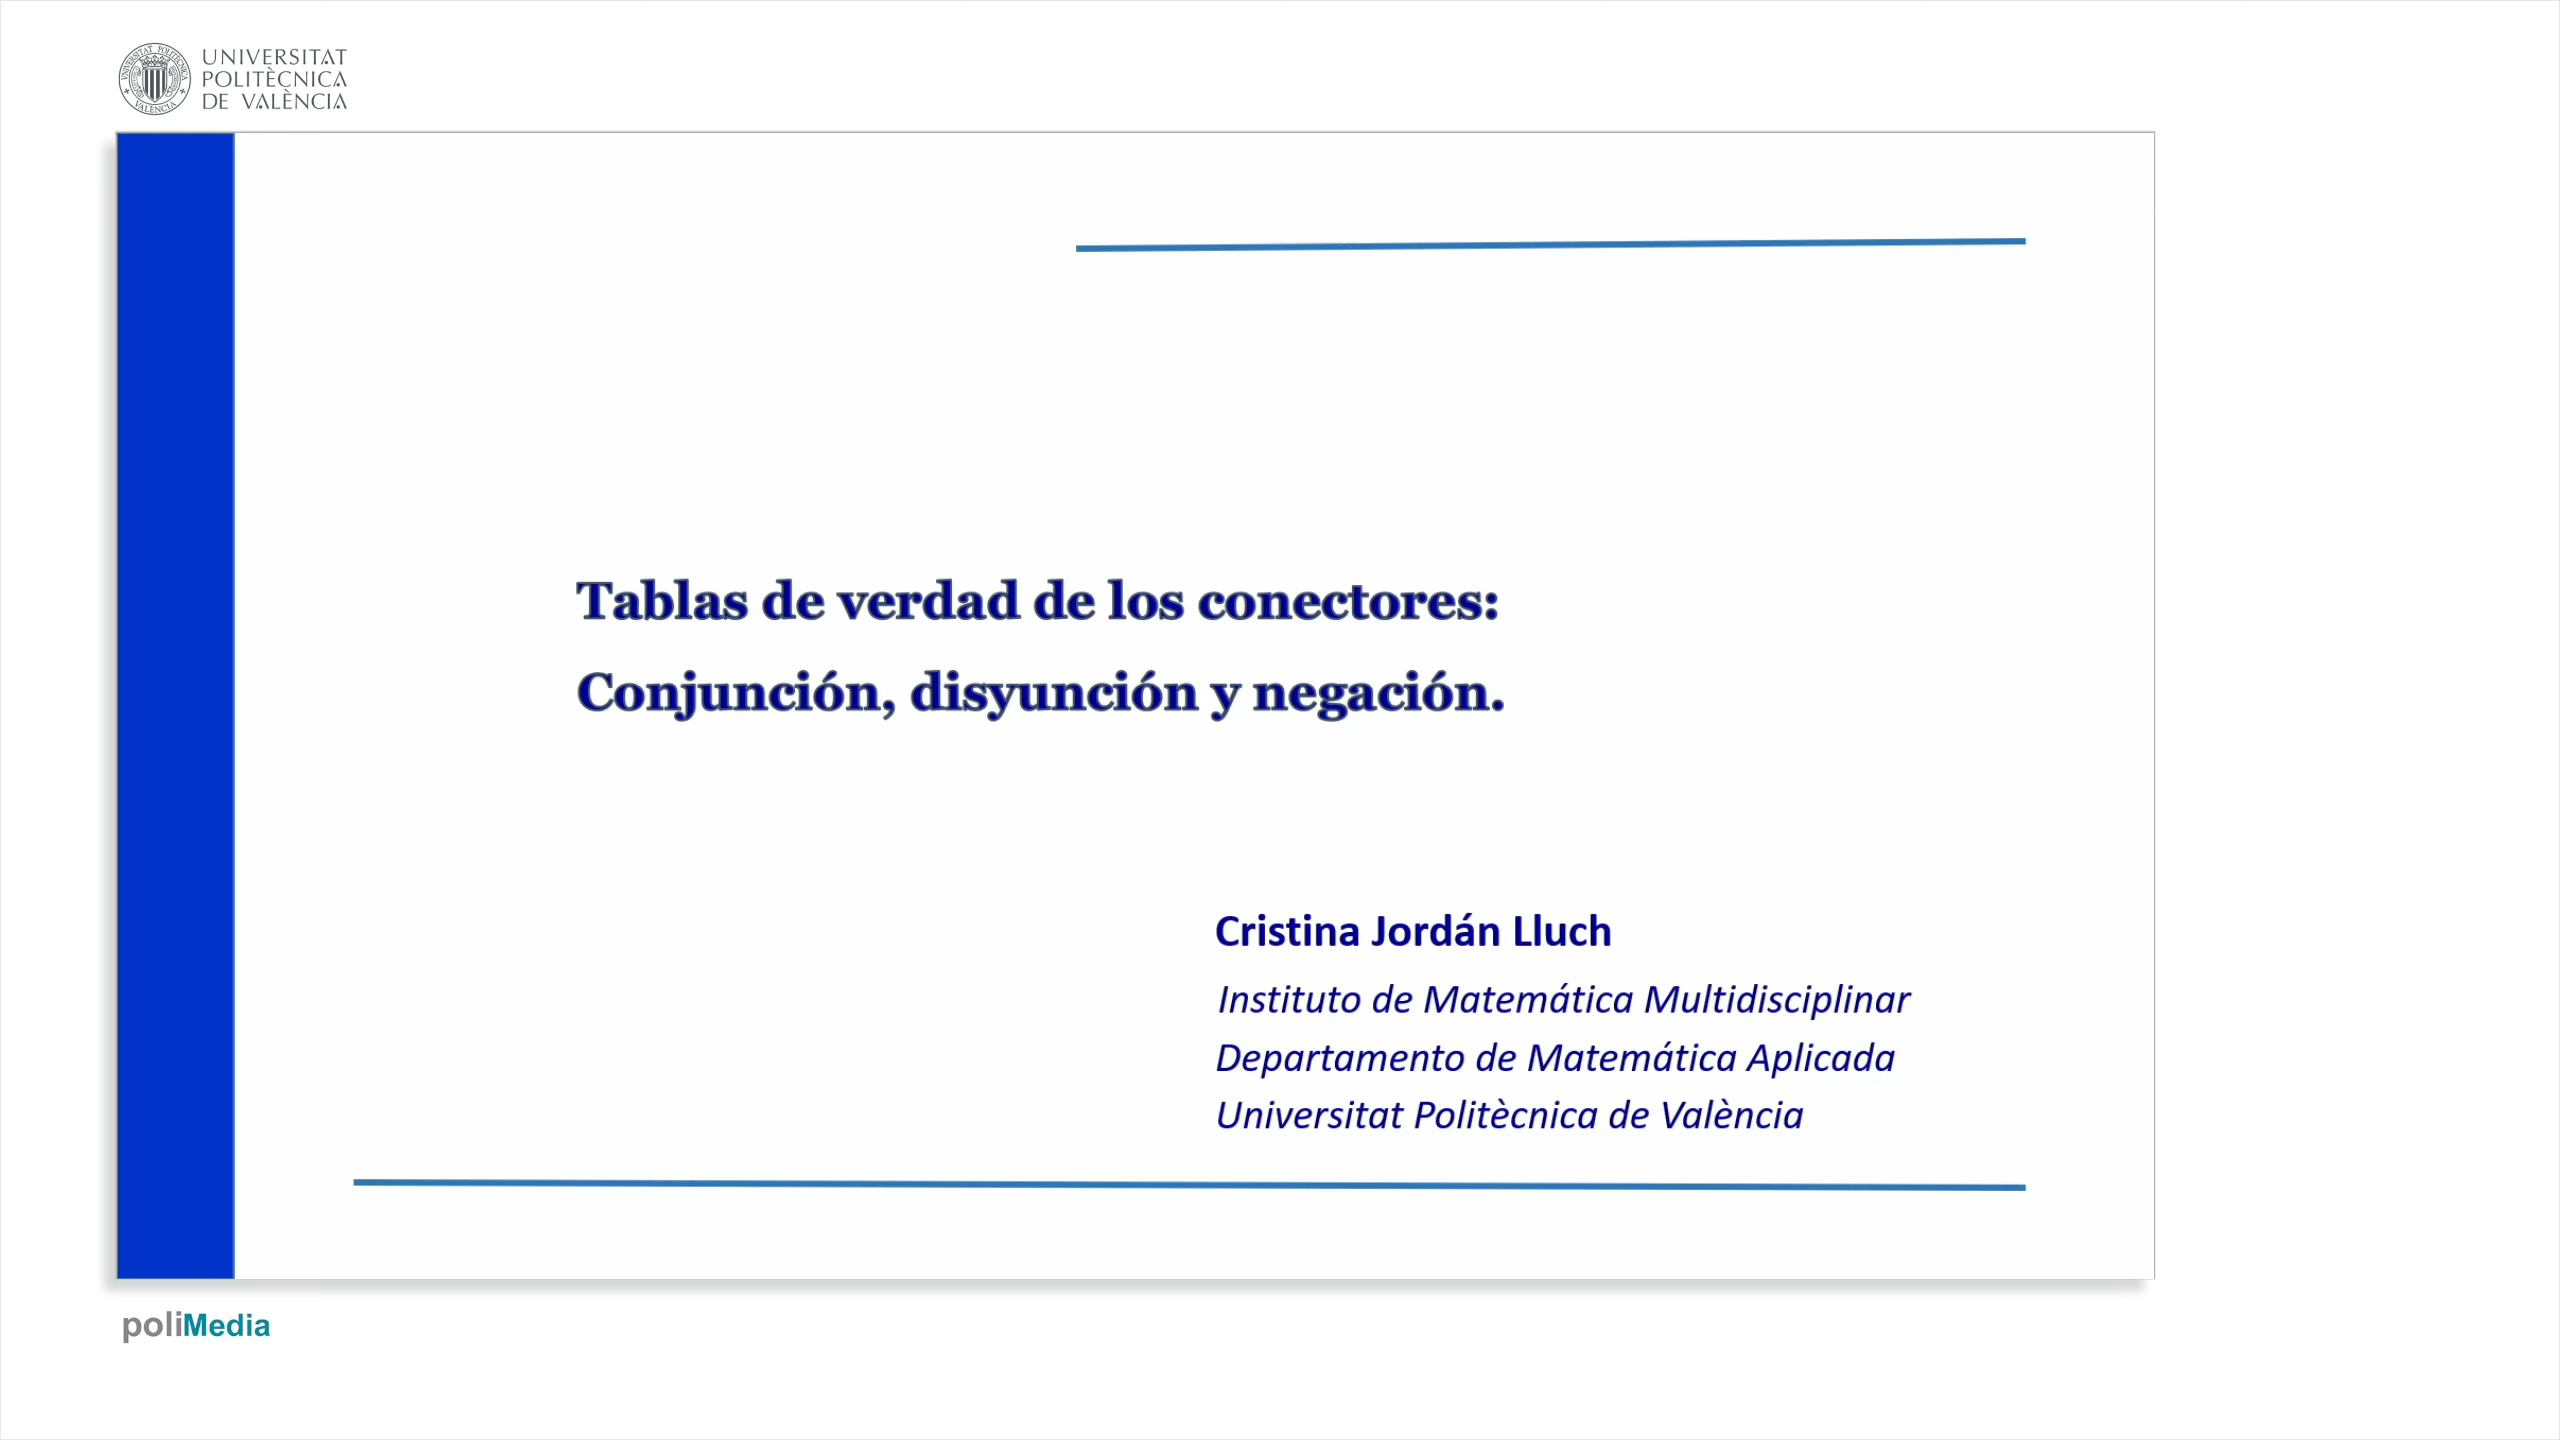 UNIVERSITAT
POLITÈCNICA
DE VALÈNCIA
Tablas de verdad de los conectores:
Conjunción, disyunción y negación.
Cristina Jordán Lluch
Instituto de Matemática Multidisciplinar
Departamento de Matemática Aplicada
Universitat Politècnica de València
poliMedia